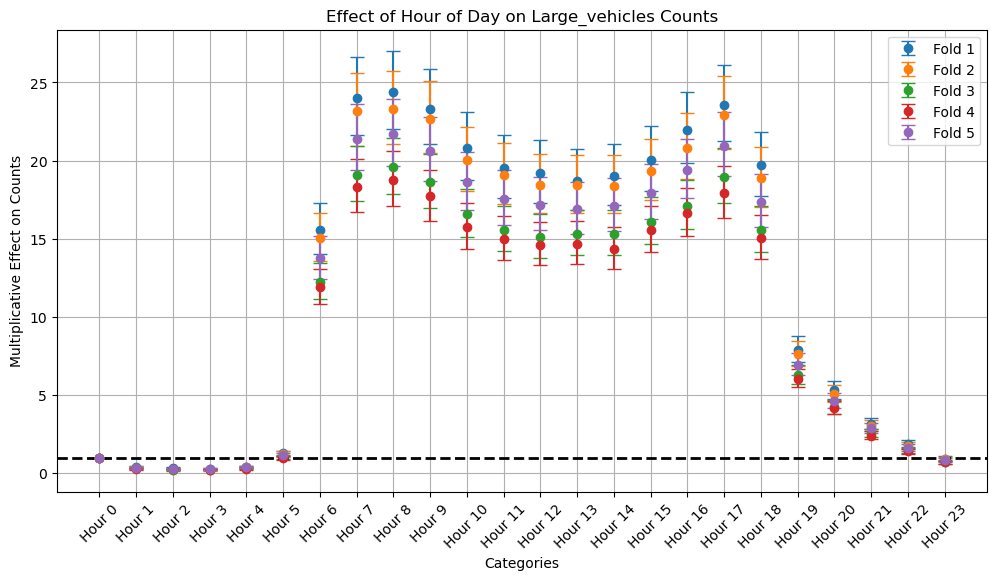 Effect of Hour of Day on Large_vehicles Counts
Multiplicative Effect on Counts
25
20
15
10
5
0
Fold 1
Fold 2
Fold 3
Fold 4
Fold 5
Hour 0
Hour 1
Hour 2
Hour 3
Hour 4
Hour 5
Hour 6
Hour 7
Hour 8
Hour 9
Hour 10
Hour 11
Hour 12
Hour 13
Hour 14
Hour 15
Hour 16
Hour 17
Hour 18
Hour 19
Hour 20
Hour 21
Hour 22
Hour 23
Categories